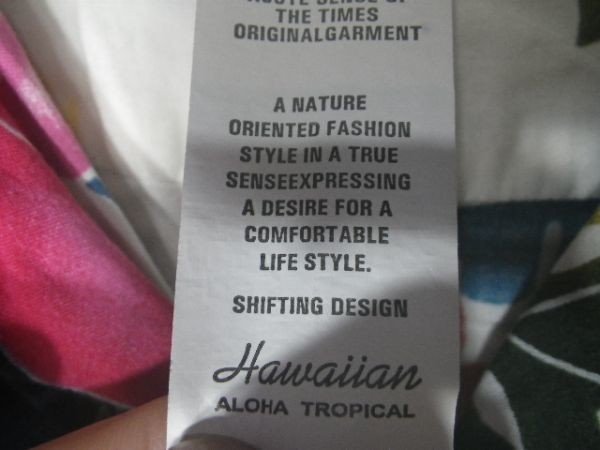 THE TIMES
ORIGINALGARMENT
A NATURE
ORIENTED FASHION
STYLE IN A TRUE
SENSEEXPRESSING
A DESIRE FOR A
COMFORTABLE
LIFE STYLE.
SHIFTING DESIGN
Hawaiian
ALOHA TROPICAL